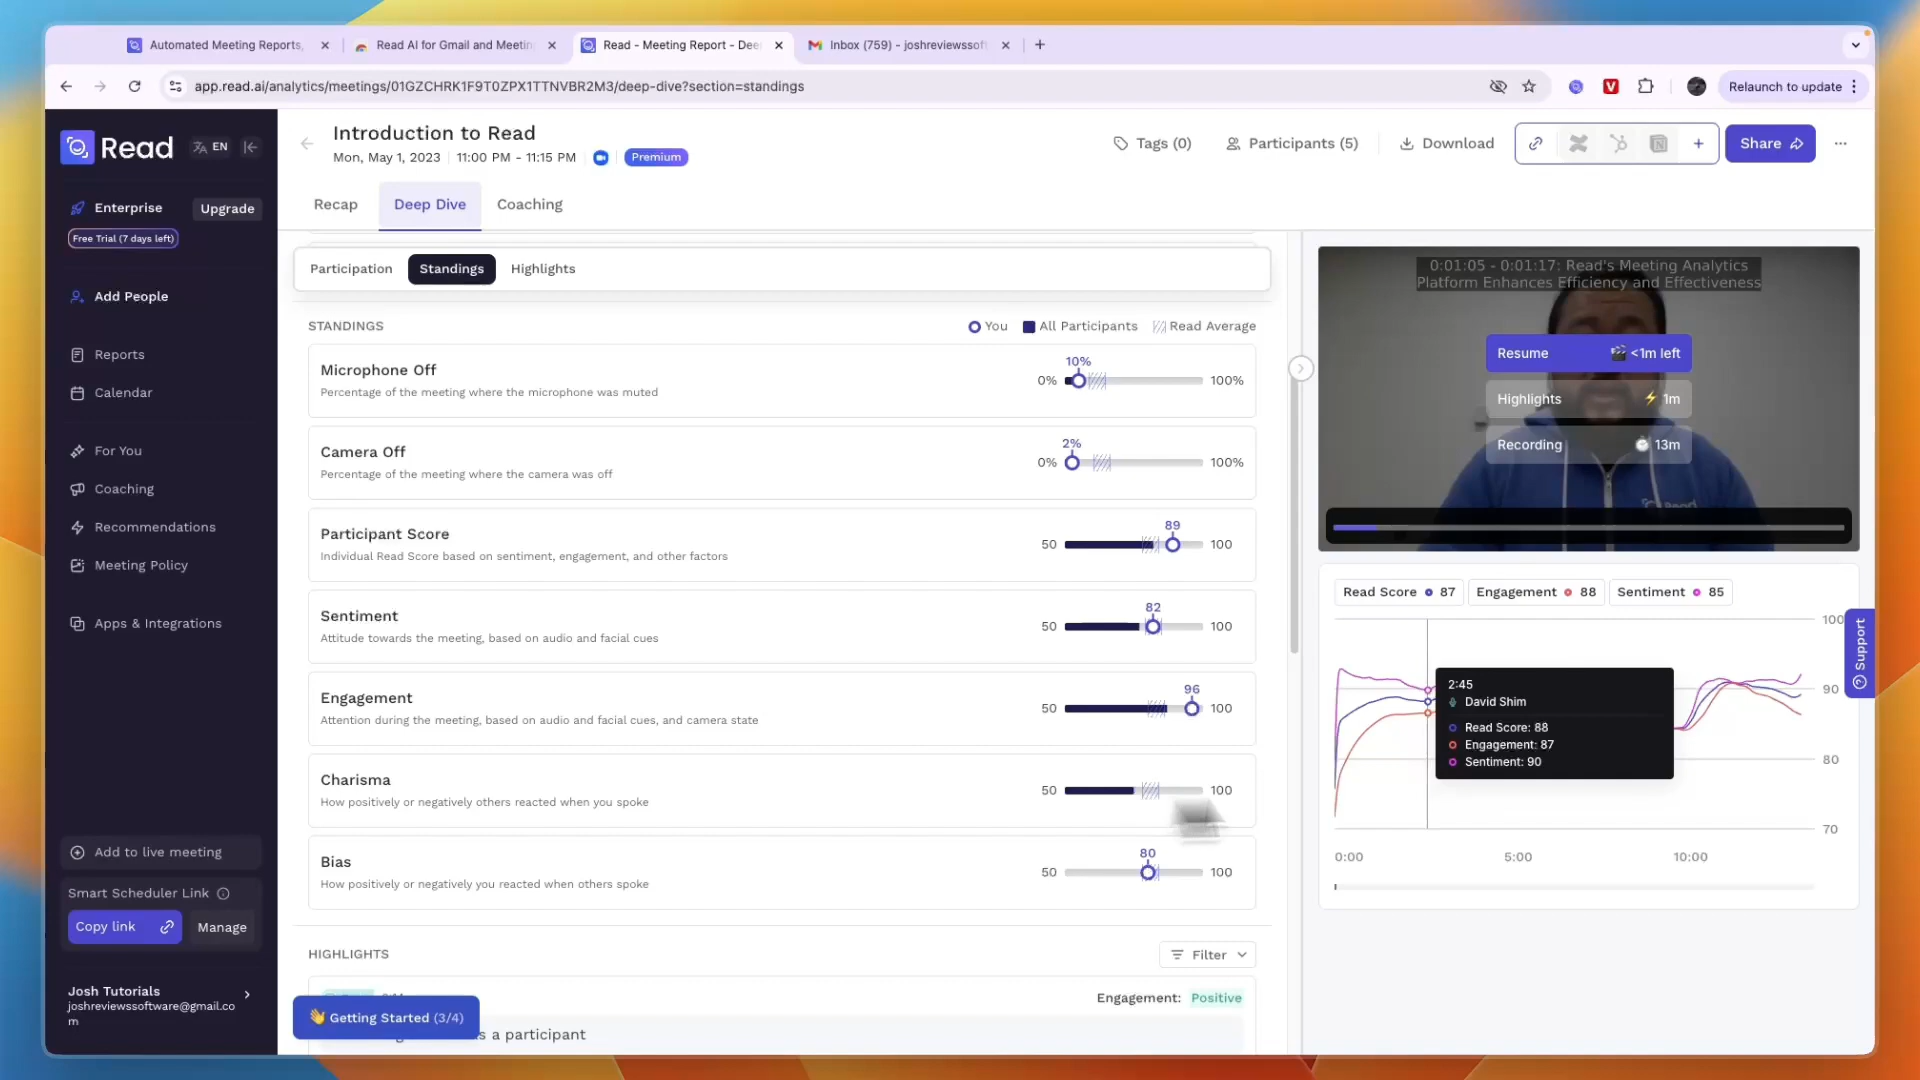 Automated Meeting Reports,
Read AI for Gmail and Meetin
Read - Meeting Report - Dee
Inbox (759) - joshreviewssoft
app.read.ai/analytics/meetings/01GZCHRK1F9T0ZPX1TTNVBR2M3/deep-dive?section=standings
Relaunch to update
Read
EN
Enterprise
Upgrade
Free Trial (7 days left)
Add People
Reports
Calendar
For You
Coaching
Recommendations
Meeting Policy
Apps & Integrations
Add to live meeting
Smart Scheduler Link
Copy link
Manage
Josh Tutorials
joshreviewssoftware@gmail.co
m
Introduction to Read
Mon, May 1, 2023
11:00 PM - 11:15 PM
Premium
Tags (0)
Participants (5)
Download
Share
Recap
Deep Dive
Coaching
Participation
Standings
Highlights
STANDINGS
You
All Participants
Read Average
Microphone Off
Percentage of the meeting where the microphone was muted
10%
0%
100%
Camera Off
Percentage of the meeting where the camera was off
2%
0%
100%
Participant Score
Individual Read Score based on sentiment, engagement, and other factors
89
50
100
Sentiment
Attitude towards the meeting, based on audio and facial cues
82
50
100
Engagement
Attention during the meeting, based on audio and facial cues, and camera state
96
50
100
Charisma
How positively or negatively others reacted when you spoke
50
100
Bias
How positively or negatively you reacted when others spoke
80
50
100
HIGHLIGHTS
Filter
Engagement: Positive
Getting Started (3/4)
s a participant
0:01:05 - 0:01:17: Read's Meeting Analytics
Platform Enhances Efficiency and Effectiveness
Resume
<1m left
Highlights
1m
Recording
13m
Read Score 87
Engagement 88
Sentiment 85
100
90
80
70
2:45
David Shim
Read Score: 88
Engagement: 87
Sentiment: 90
0:00
5:00
10:00
Support